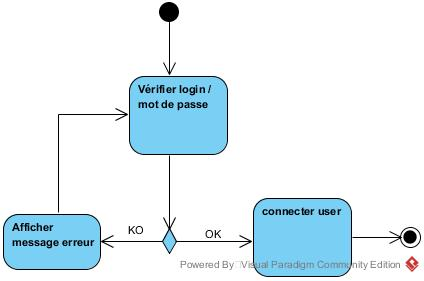 Vérifier login /
mot de passe
Afficher
message erreur
KO
OK
connecter user
Powered By Visual Paradigm Community Edition